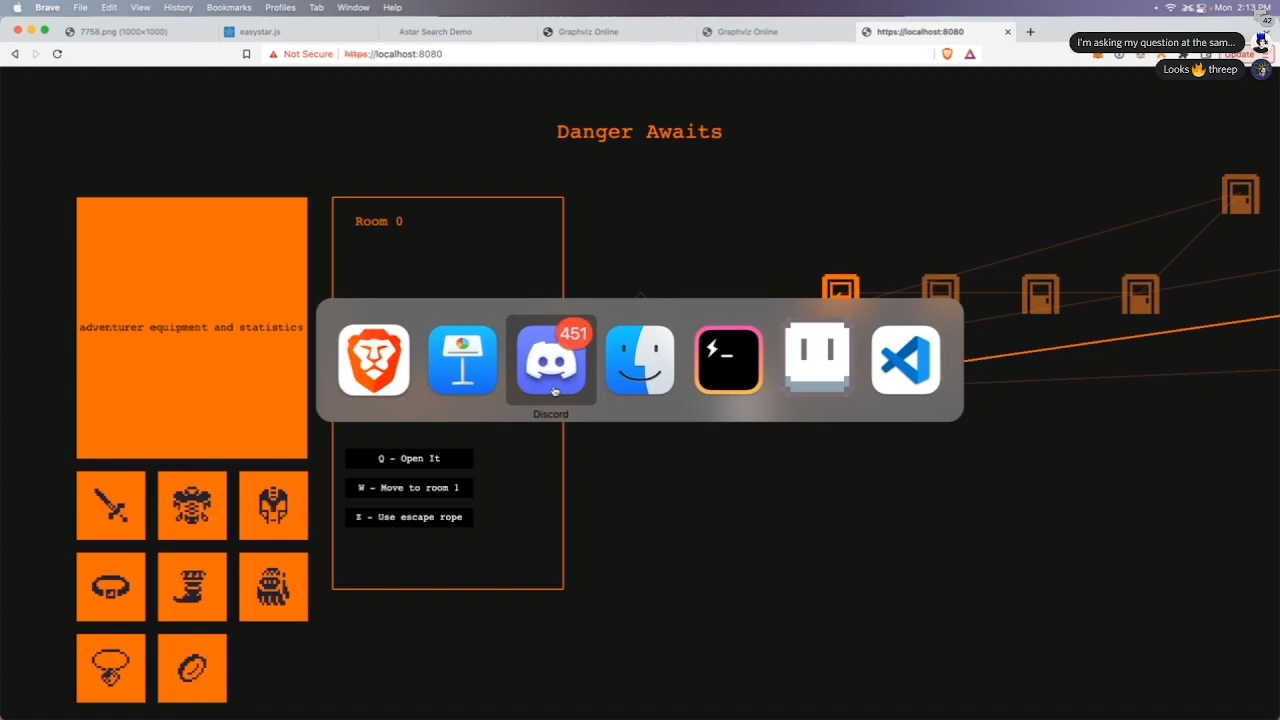 Brave File Edit View History Bookmarks Profiles Tab Window Help
Mon 2:13 PM
42
7758.png (1000×1000)
easystar.js
Astar Search Demo
Graphviz Online
Graphviz Online
https://localhost:8080
Not Secure
https://localhost:8080
I'm asking my question at the sam...
Update
Looks 🔥 threep
Danger Awaits
Room 0
adventurer equipment and statistics
451
Discord
Q - Open It
W - Move to room 1
Z - Use escape rope